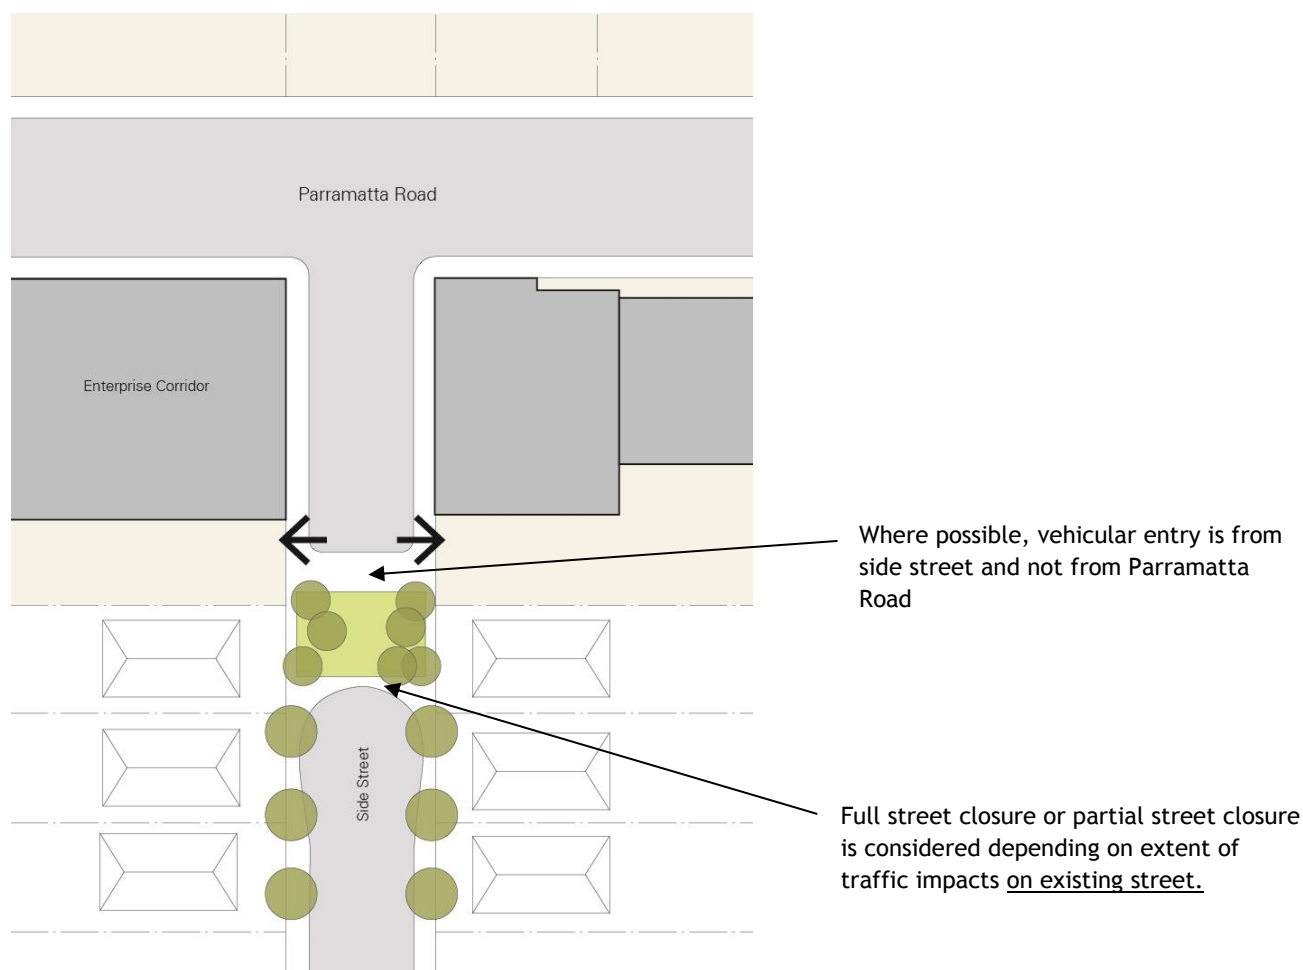 Parramatta Road
Enterprise Corridor
Where possible, vehicular entry is from
side street and not from Parramatta
Road
Side Street
Full street closure or partial street closure
is considered depending on extent of
traffic impacts on existing street.